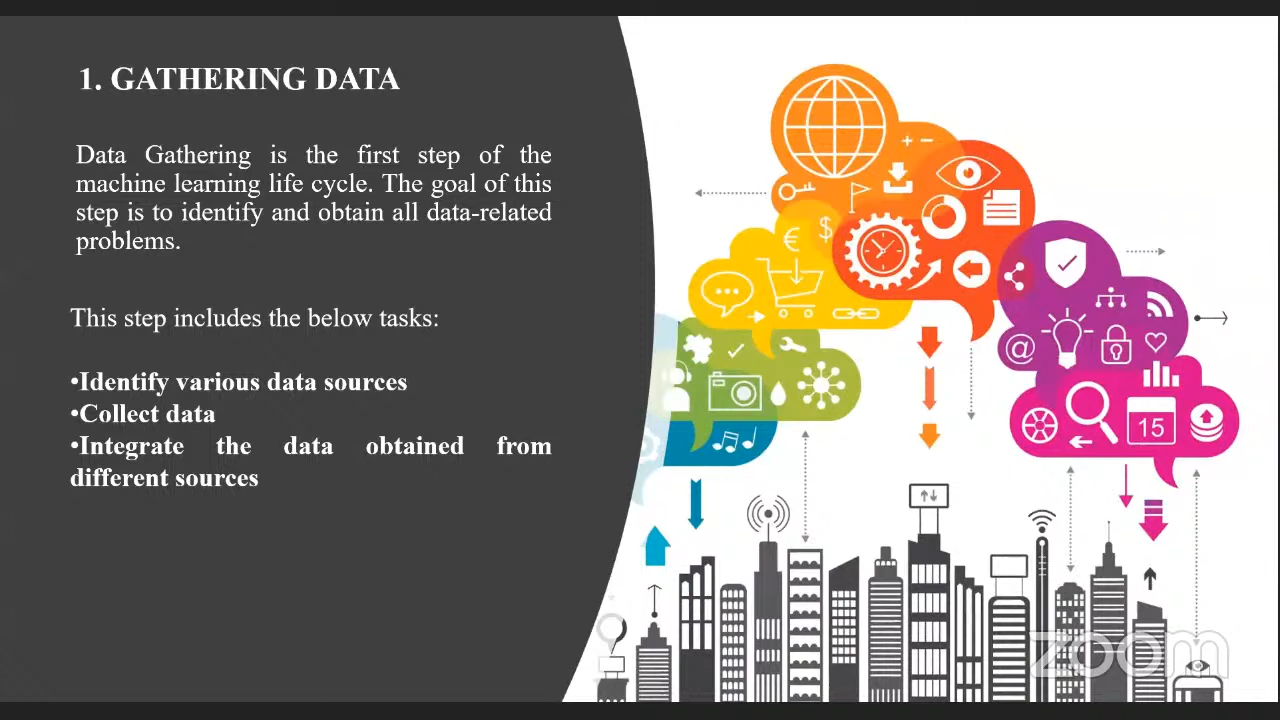 1. GATHERING DATA
Data Gathering is the first step of the
machine learning life cycle. The goal of this
step is to identify and obtain all data-related
problems.
This step includes the below tasks:
•Identify various data sources
•Collect data
•Integrate the data obtained from
different sources
15
zoom